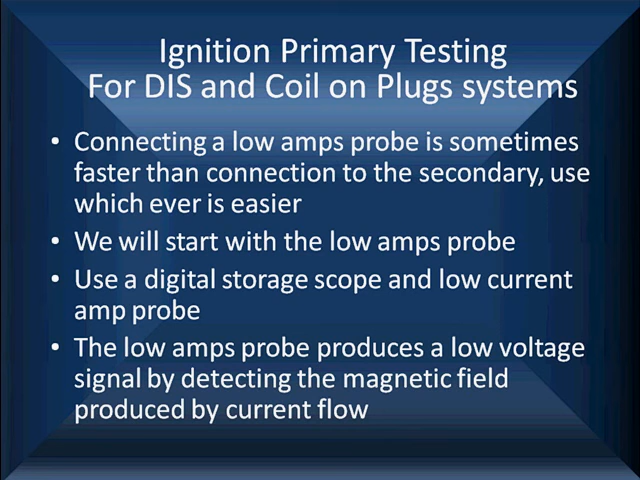 Ignition Primary Testing
For DIS and Coil on Plugs systems
• Connecting a low amps probe is sometimes
faster than connection to the secondary, use
which ever is easier
• We will start with the low amps probe
• Use a digital storage scope and low current
amp probe
• The low amps probe produces a low voltage
signal by detecting the magnetic field
produced by current flow